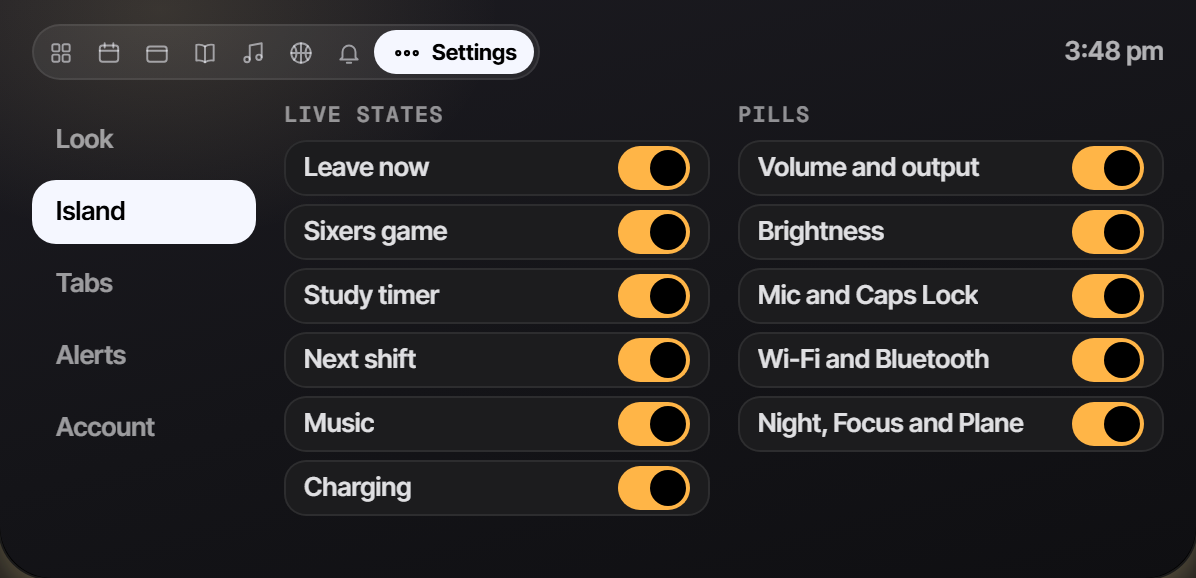 Settings
3:48 pm
Look
Island
Tabs
Alerts
Account
LIVE STATES
Leave now
Sixers game
Study timer
Next shift
Music
Charging
PILLS
Volume and output
Brightness
Mic and Caps Lock
Wi-Fi and Bluetooth
Night, Focus and Plane